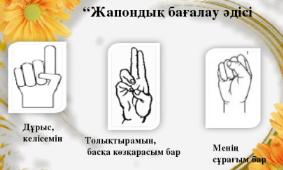 “Жапондық бағалау әдісі
Дұрыс,
келісемін
Толықтырамын,
басқа көзқарасым бар
Менің
сұрағым бар